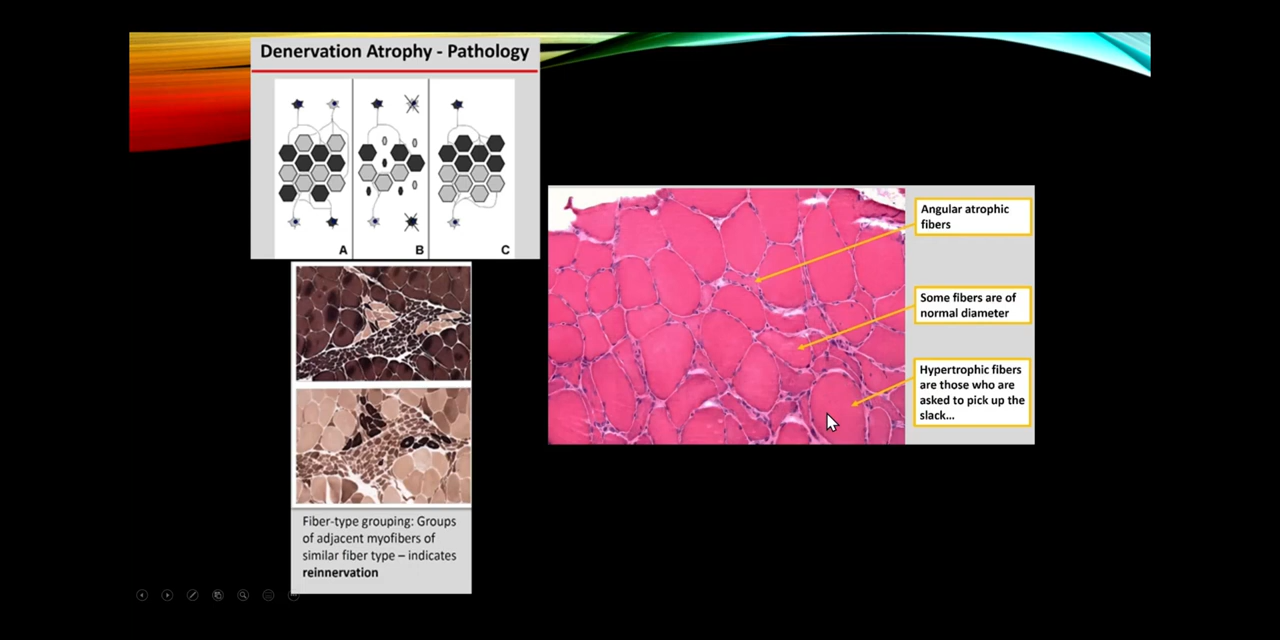 Denervation Atrophy - Pathology
A
B
C
Fiber-type grouping: Groups
of adjacent myofibers of
similar fiber type – indicates
reinnervation
Angular atrophic
fibers
Some fibers are of
normal diameter
Hypertrophic fibers
are those who are
asked to pick up the
slack...